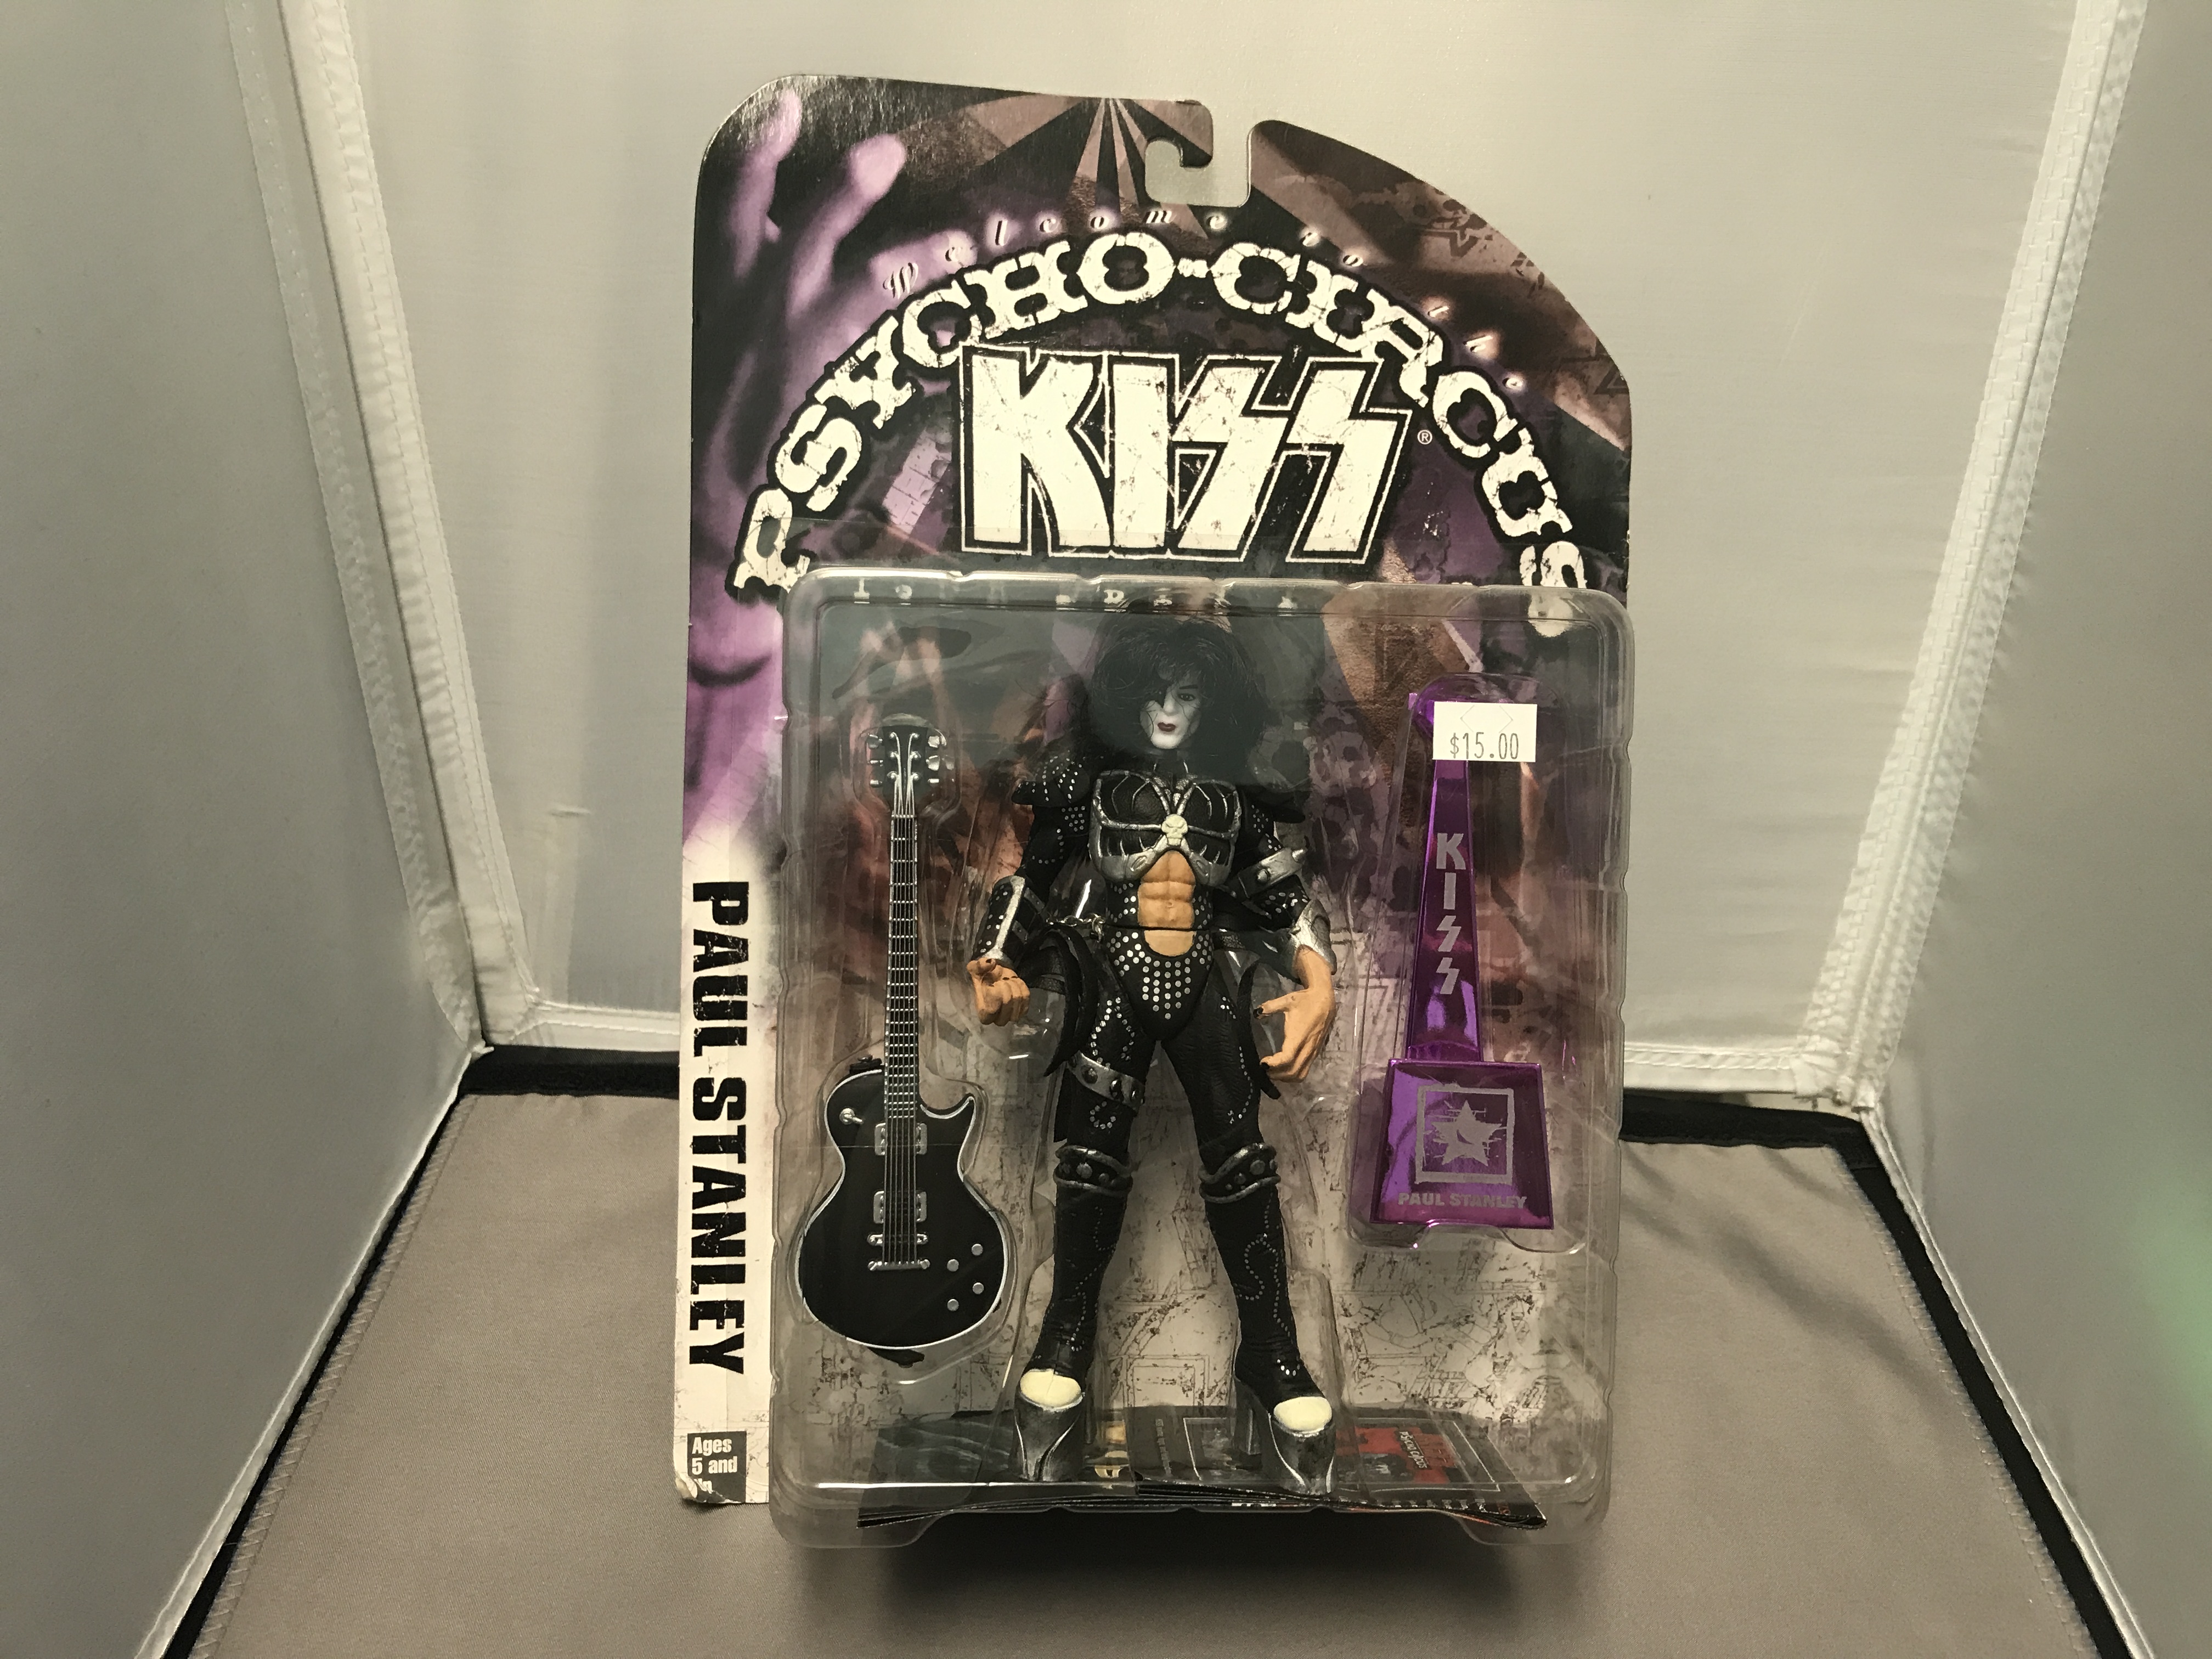 Welcome to the
PSYCHO-CIRCUS
KISS®
$15.00
KISS
PAUL STANLEY
PAUL STANLEY
Ages
5 and